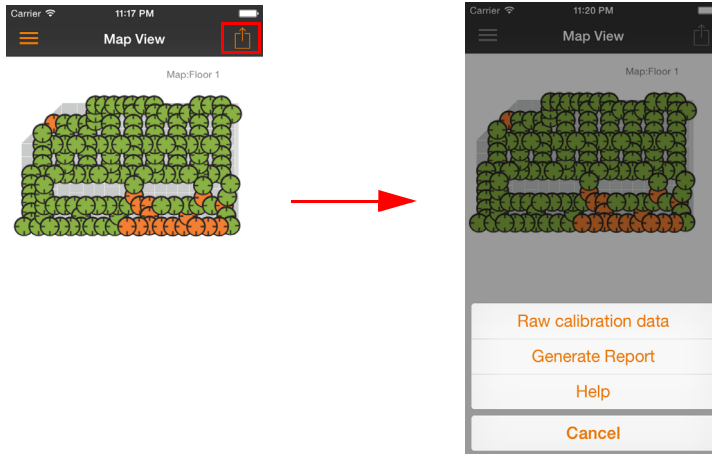 Carrier 11:17 PM
Map View
Map:Floor 1
Carrier 11:20 PM
Map View
Map:Floor 1
Raw calibration data
Generate Report
Help
Cancel